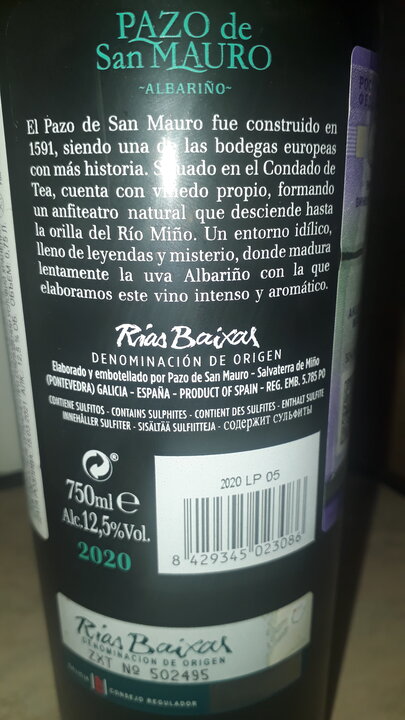 PAZO de
San MAURO
~ALBARIÑO~
El Pazo de San Mauro fue construido en
1591, siendo una de las bodegas europeas
con más historia. Situado en el Condado de
Tea, cuenta con viñedo propio, formando
un anfiteatro natural que desciende hasta
la orilla del Río Miño. Un entorno idílico,
lleno de leyendas y misterio, donde madura
lentamente la uva Albariño con la que
elaboramos este vino intenso y aromático.
Rías Baixas
DENOMINACIÓN DE ORIGEN
Elaborado y embotellado por Pazo de San Mauro - Salvaterra de Miño
(PONTEVEDRA) GALICIA - ESPAÑA - PRODUCT OF SPAIN - REG. EMB. 5.785 PO
CONTIENE SULFITOS - CONTAINS SULPHITES - CONTIENT DES SULFITES - ENTHALT SULFITE
INNEHÅLLER SULFITER - SISÄLTÄÄ SULFIITTEJA - СОДЕРЖИТ СУЛЬФИТЫ
750ml e
Alc.12,5%Vol.
2020
2020 LP 05
8 429345 023086
Rías Baixas
DENOMINACIÓN DE ORIGEN
ZXT Nº 502495
GALICIA CONSEJO REGULADOR